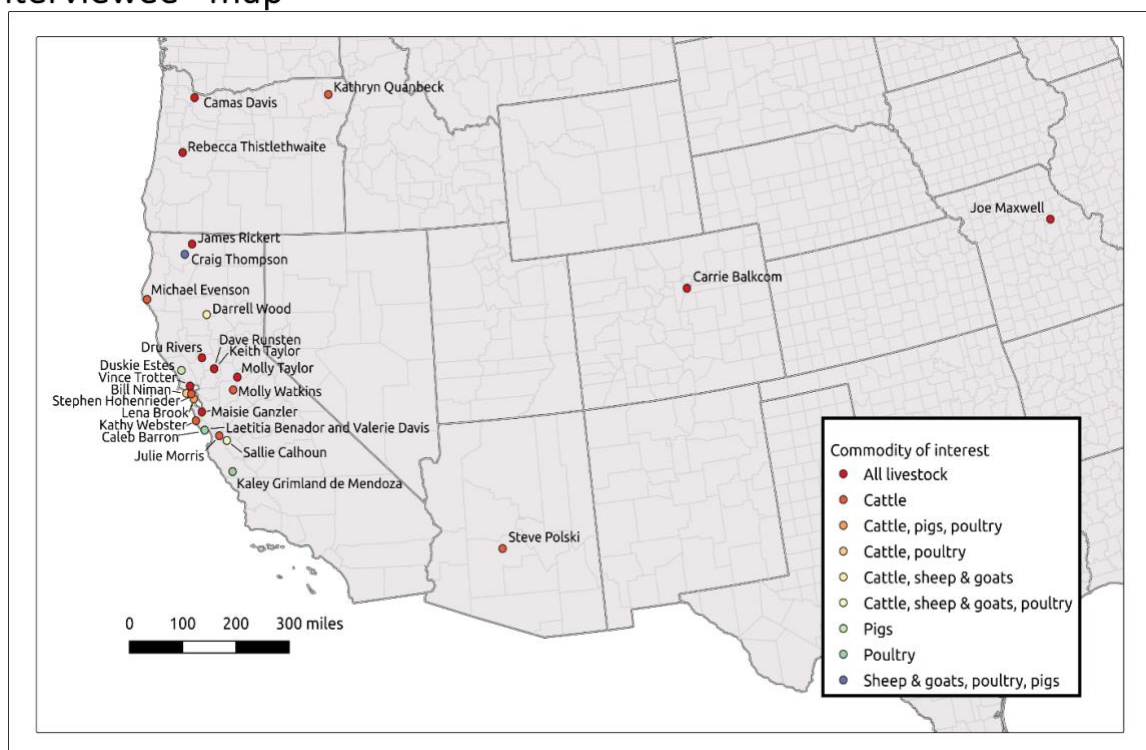 map
Kathryn Quanbeck
Camas Davis
Rebecca Thistlethwaite
Joe Maxwell
James Rickert
Craig Thompson
Carrie Balkcom
Michael Evenson
Darrell Wood
Dave Runsten
Dru Rivers
Keith Taylor
Duskie Estes
Molly Taylor
Vince Trotter
Bill Niman
Molly Watkins
Stephen Hohenrieder
Lena Brook
Maisie Ganzler
Kathy Webster
Laetitia Benador and Valerie Davis
Caleb Barron
Julie Morris
Sallie Calhoun
Kaley Grimland de Mendoza
Steve Polski
Commodity of interest
All livestock
Cattle
Cattle, pigs, poultry
Cattle, poultry
Cattle, sheep & goats
Cattle, sheep & goats, poultry
Pigs
Poultry
Sheep & goats, poultry, pigs
0 100 200 300 miles